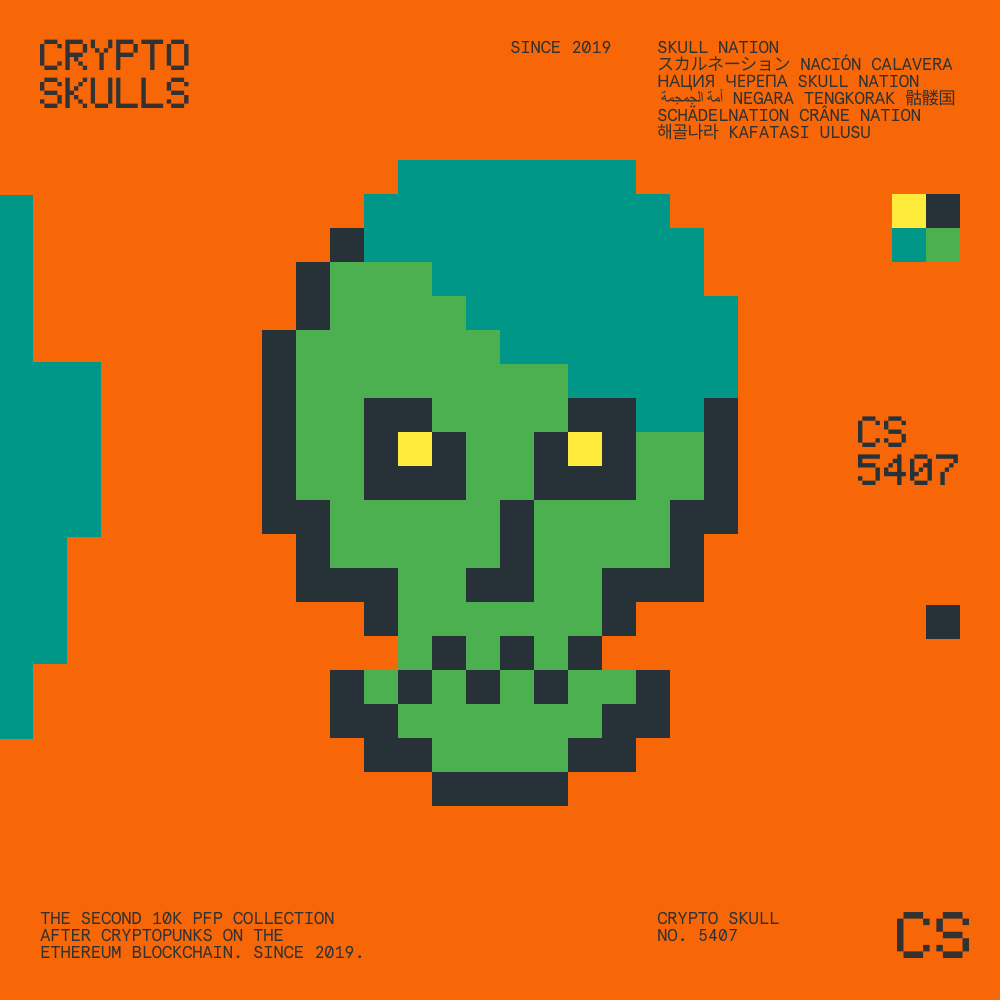 CRYPTO
SKULLS
SINCE 2019
SKULL NATION
スカルネーション NACIÓN CALAVERA
НАЦИЯ ЧЕРЕПА SKULL NATION
أمة الجمجمة NEGARA TENGKORAK 骷髅国
SCHÄDELNATION CRÂNE NATION
해골나라 KAFATASI ULUSU
CS
5407
THE SECOND 10K PFP COLLECTION
AFTER CRYPTOPUNKS ON THE
ETHEREUM BLOCKCHAIN. SINCE 2019.
CRYPTO SKULL
NO. 5407
CS